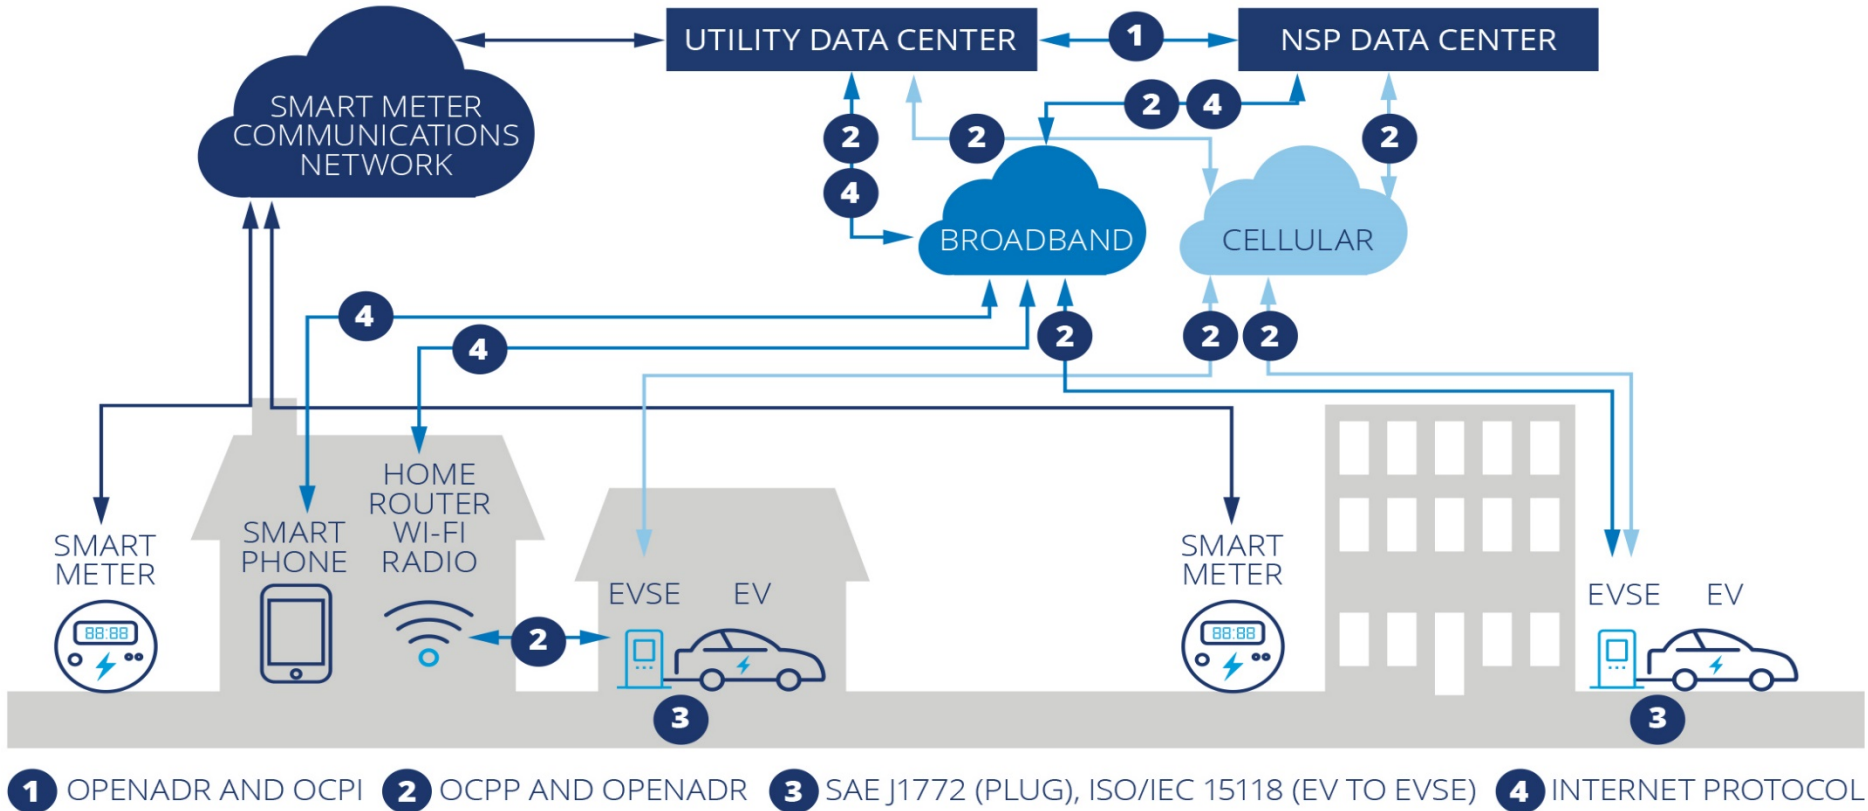 UTILITY DATA CENTER
1
NSP DATA CENTER
SMART METER
COMMUNICATIONS
NETWORK
2
4
2
2
2
4
BROADBAND
CELLULAR
4
4
2
2
2
HOME
ROUTER
WI-FI
RADIO
SMART
PHONE
SMART
METER
88:88
2
EVSE
EV
3
SMART
METER
88:88
EVSE
EV
3
1 OPENADR AND OCPI 2 OCPP AND OPENADR 3 SAE J1772 (PLUG), ISO/IEC 15118 (EV TO EVSE) 4 INTERNET PROTOCOL